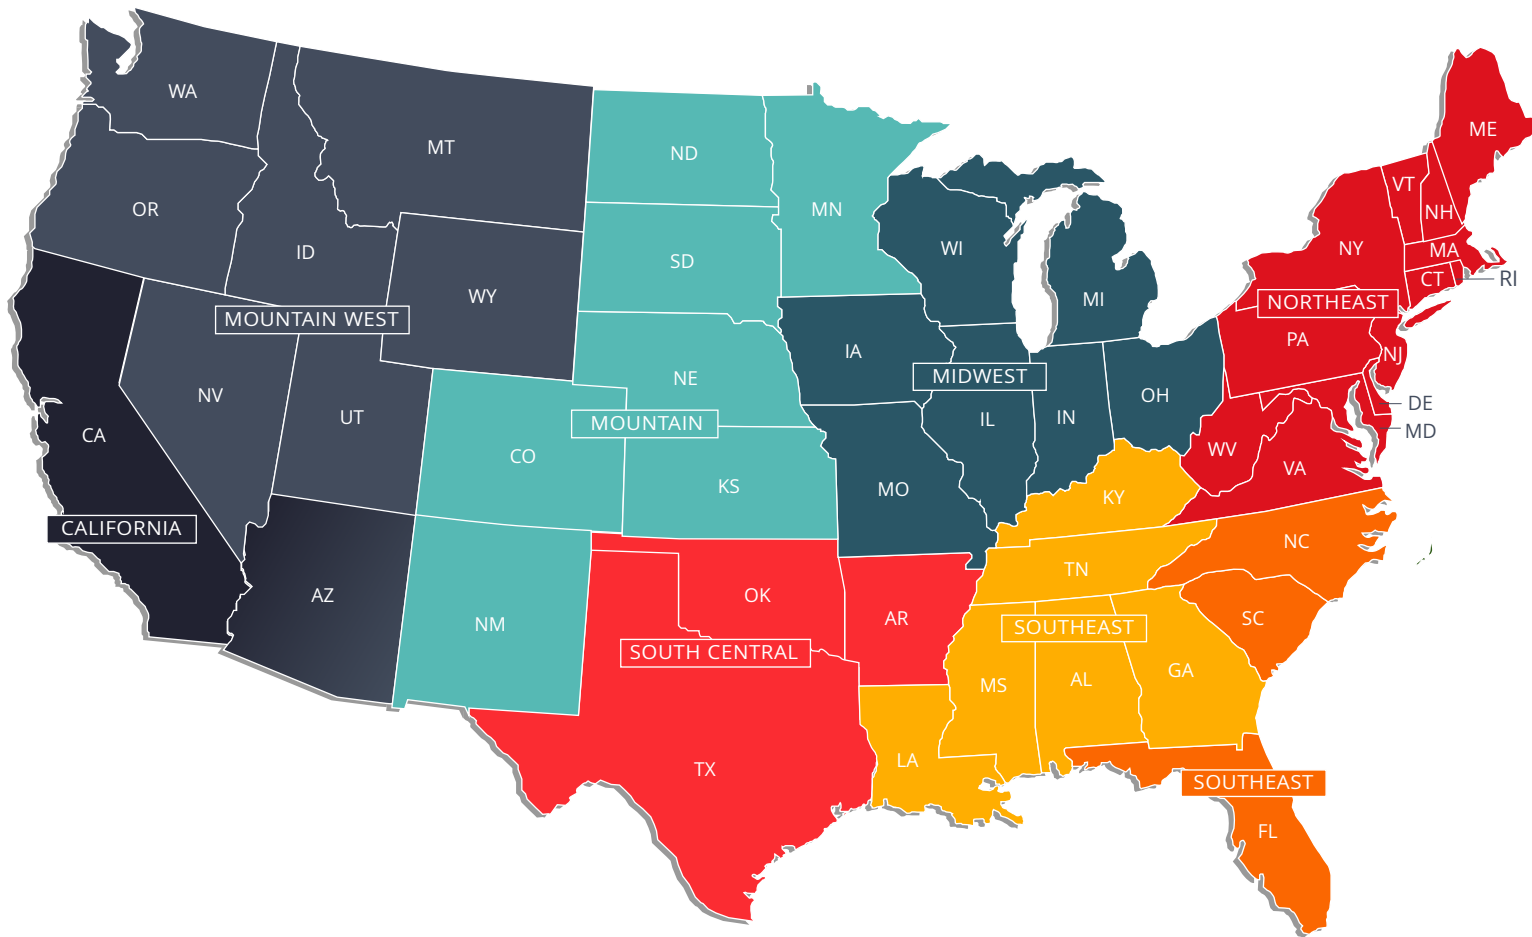 WA
MT
ND
MN
ME
VT
NH
OR
ID
SD
WI
NY
MA
WY
MI
CT
RI
MOUNTAIN WEST
NORTHEAST
IA
PA
NJ
NV
UT
NE
MIDWEST
IN
OH
DE
MD
CA
CO
MOUNTAIN
IL
WV
VA
KS
MO
KY
CALIFORNIA
NC
AZ
NM
OK
AR
TN
SC
SOUTH CENTRAL
SOUTHEAST
MS
AL
GA
TX
LA
SOUTHEAST
FL